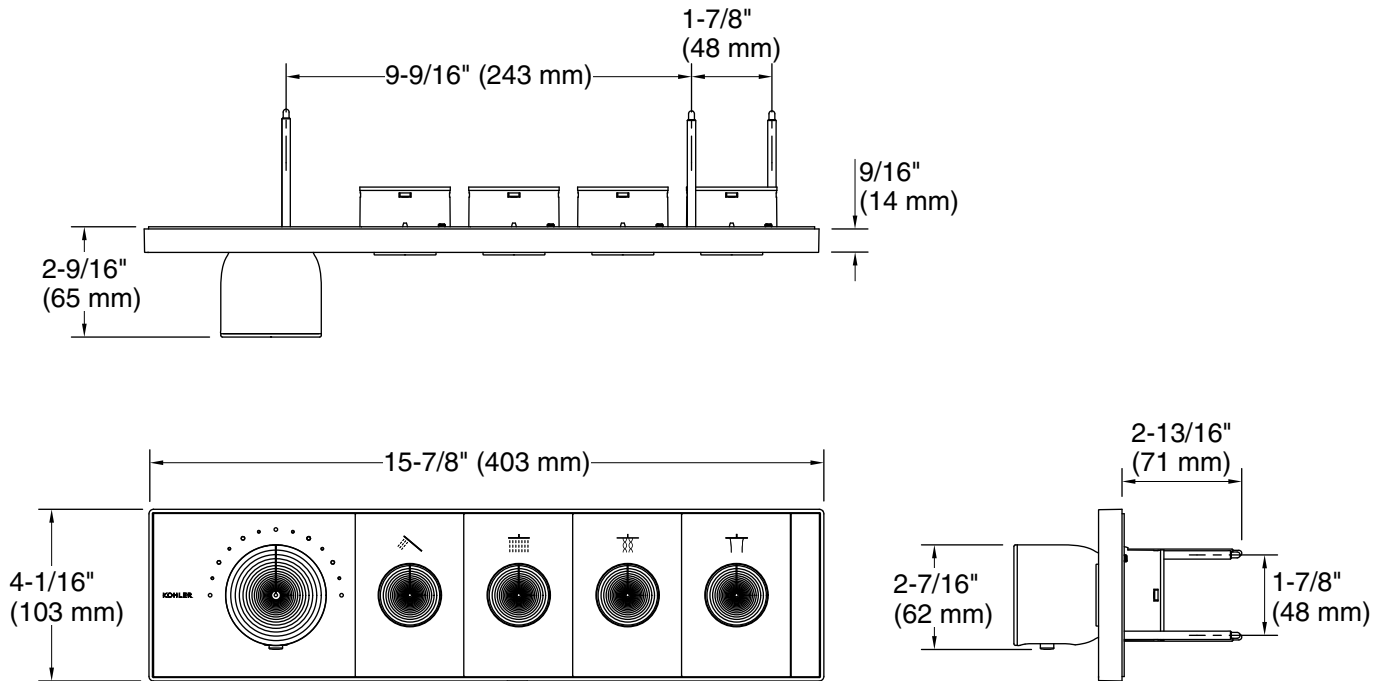 1-7/8"
(48 mm)
9-9/16" (243 mm)
9/16"
(14 mm)
2-9/16"
(65 mm)
15-7/8" (403 mm)
2-13/16"
(71 mm)
4-1/16"
(103 mm)
KOHLER
2-7/16"
(62 mm)
1-7/8"
(48 mm)